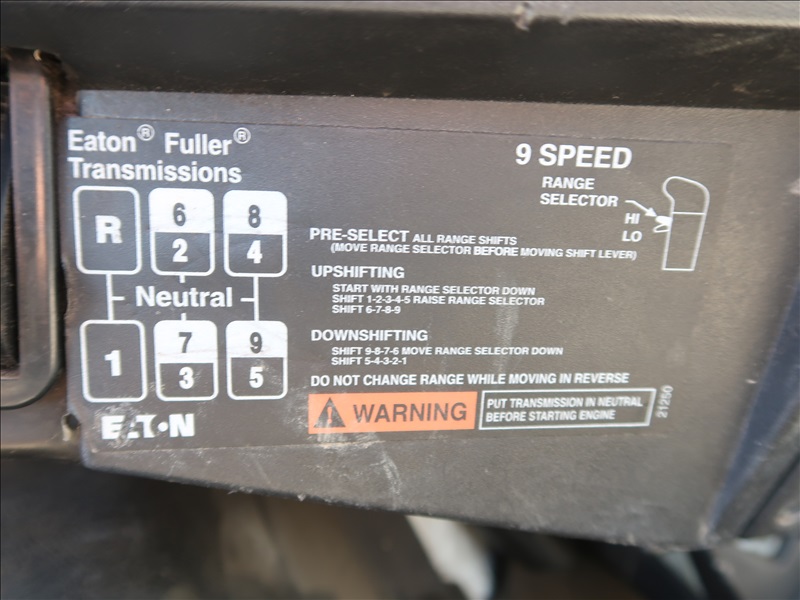 Eaton® Fuller®
Transmissions
9 SPEED
RANGE
SELECTOR
HI
LO
R 6 8
2 4
Neutral
1 7 9
3 5
EAT•N
PRE-SELECT ALL RANGE SHIFTS
(MOVE RANGE SELECTOR BEFORE MOVING SHIFT LEVER)
UPSHIFTING
START WITH RANGE SELECTOR DOWN
SHIFT 1-2-3-4-5 RAISE RANGE SELECTOR
SHIFT 6-7-8-9
DOWNSHIFTING
SHIFT 9-8-7-6 MOVE RANGE SELECTOR DOWN
SHIFT 5-4-3-2-1
DO NOT CHANGE RANGE WHILE MOVING IN REVERSE
WARNING
PUT TRANSMISSION IN NEUTRAL
BEFORE STARTING ENGINE
21250